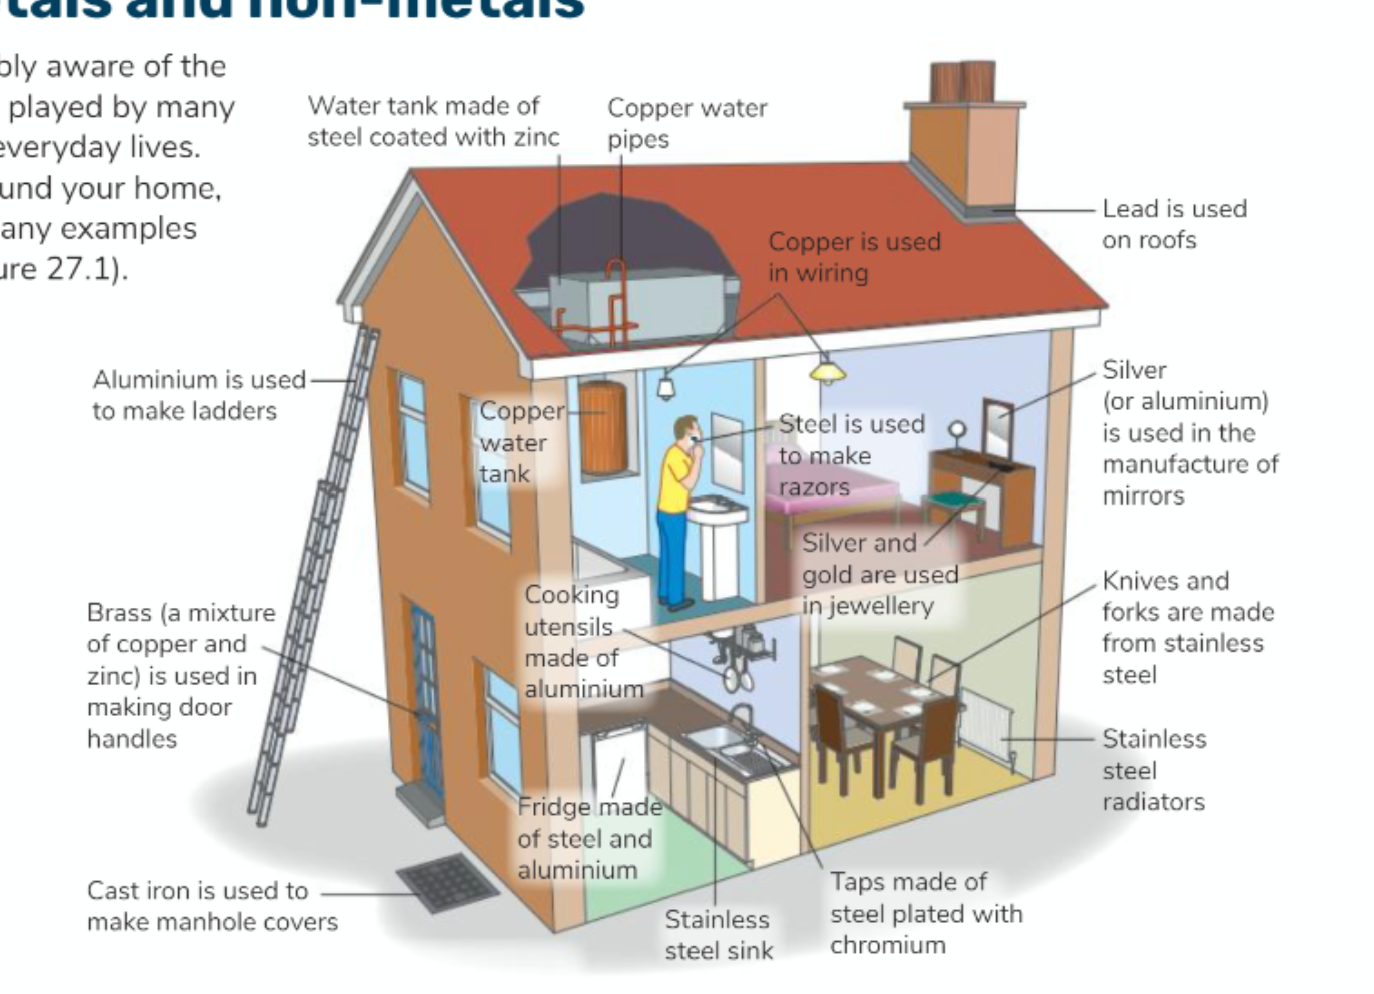 and non-metals
aware of the
played by many
everyday lives.
your home,
any examples
27.1).
Water tank made of
steel coated with zinc
Copper water
pipes
Lead is used
on roofs
Copper is used
in wiring
Aluminium is used
to make ladders
Copper
water
tank
Steel is used
to make
razors
Silver
(or aluminium)
is used in the
manufacture of
mirrors
Silver and
gold are used
in jewellery
Cooking
utensils
made of
aluminium
Knives and
forks are made
from stainless
steel
Brass (a mixture
of copper and
zinc) is used in
making door
handles
Stainless
steel
radiators
Fridge made
of steel and
aluminium
Cast iron is used to
make manhole covers
Stainless
steel sink
Taps made of
steel plated with
chromium